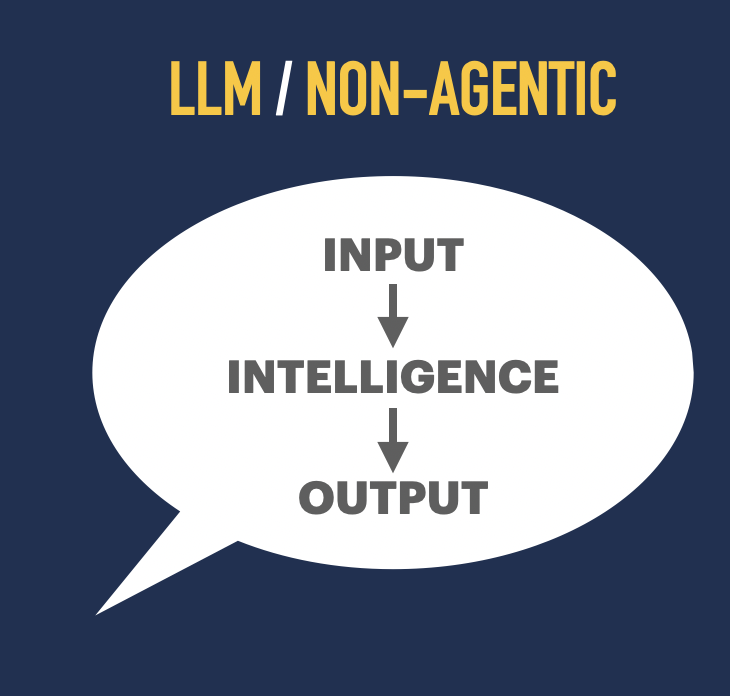 LLM / NON-AGENTIC
INPUT
INTELLIGENCE
OUTPUT